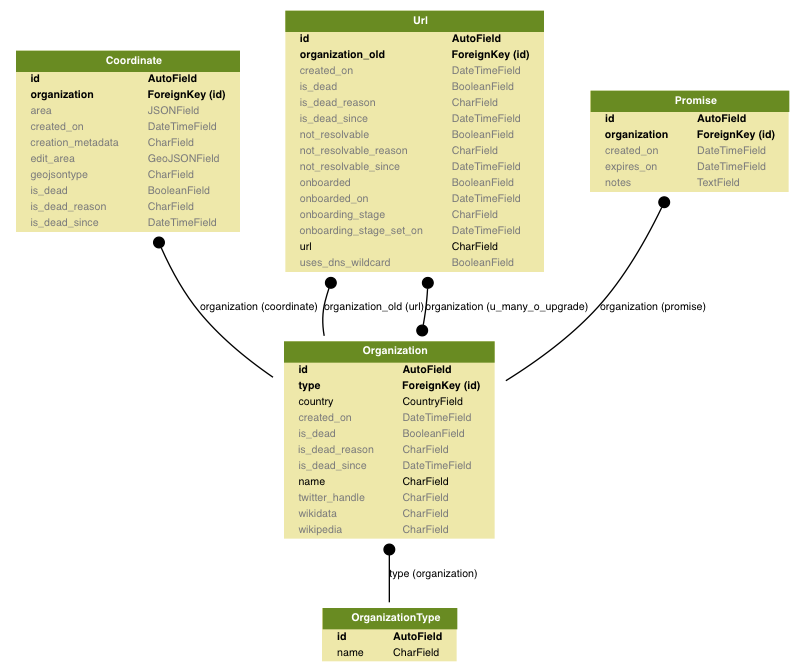 Url
id AutoField
organization_old ForeignKey (id)
created_on DateTimeField
is_dead BooleanField
is_dead_reason CharField
is_dead_since DateTimeField
not_resolvable BooleanField
not_resolvable_reason CharField
not_resolvable_since DateTimeField
onboarded BooleanField
onboarded_on DateTimeField
onboarding_stage CharField
onboarding_stage_set_on DateTimeField
url CharField
uses_dns_wildcard BooleanField
Coordinate
id AutoField
organization ForeignKey (id)
area JSONField
created_on DateTimeField
creation_metadata CharField
edit_area GeoJSONField
geojsontype CharField
is_dead BooleanField
is_dead_reason CharField
is_dead_since DateTimeField
Promise
id AutoField
organization ForeignKey (id)
created_on DateTimeField
expires_on DateTimeField
notes TextField
organization (coordinate)
organization_old (url)
organization (u_many_o_upgrade)
organization (promise)
Organization
id AutoField
type ForeignKey (id)
country CountryField
created_on DateTimeField
is_dead BooleanField
is_dead_reason CharField
is_dead_since DateTimeField
name CharField
twitter_handle CharField
wikidata CharField
wikipedia CharField
type (organization)
OrganizationType
id AutoField
name CharField